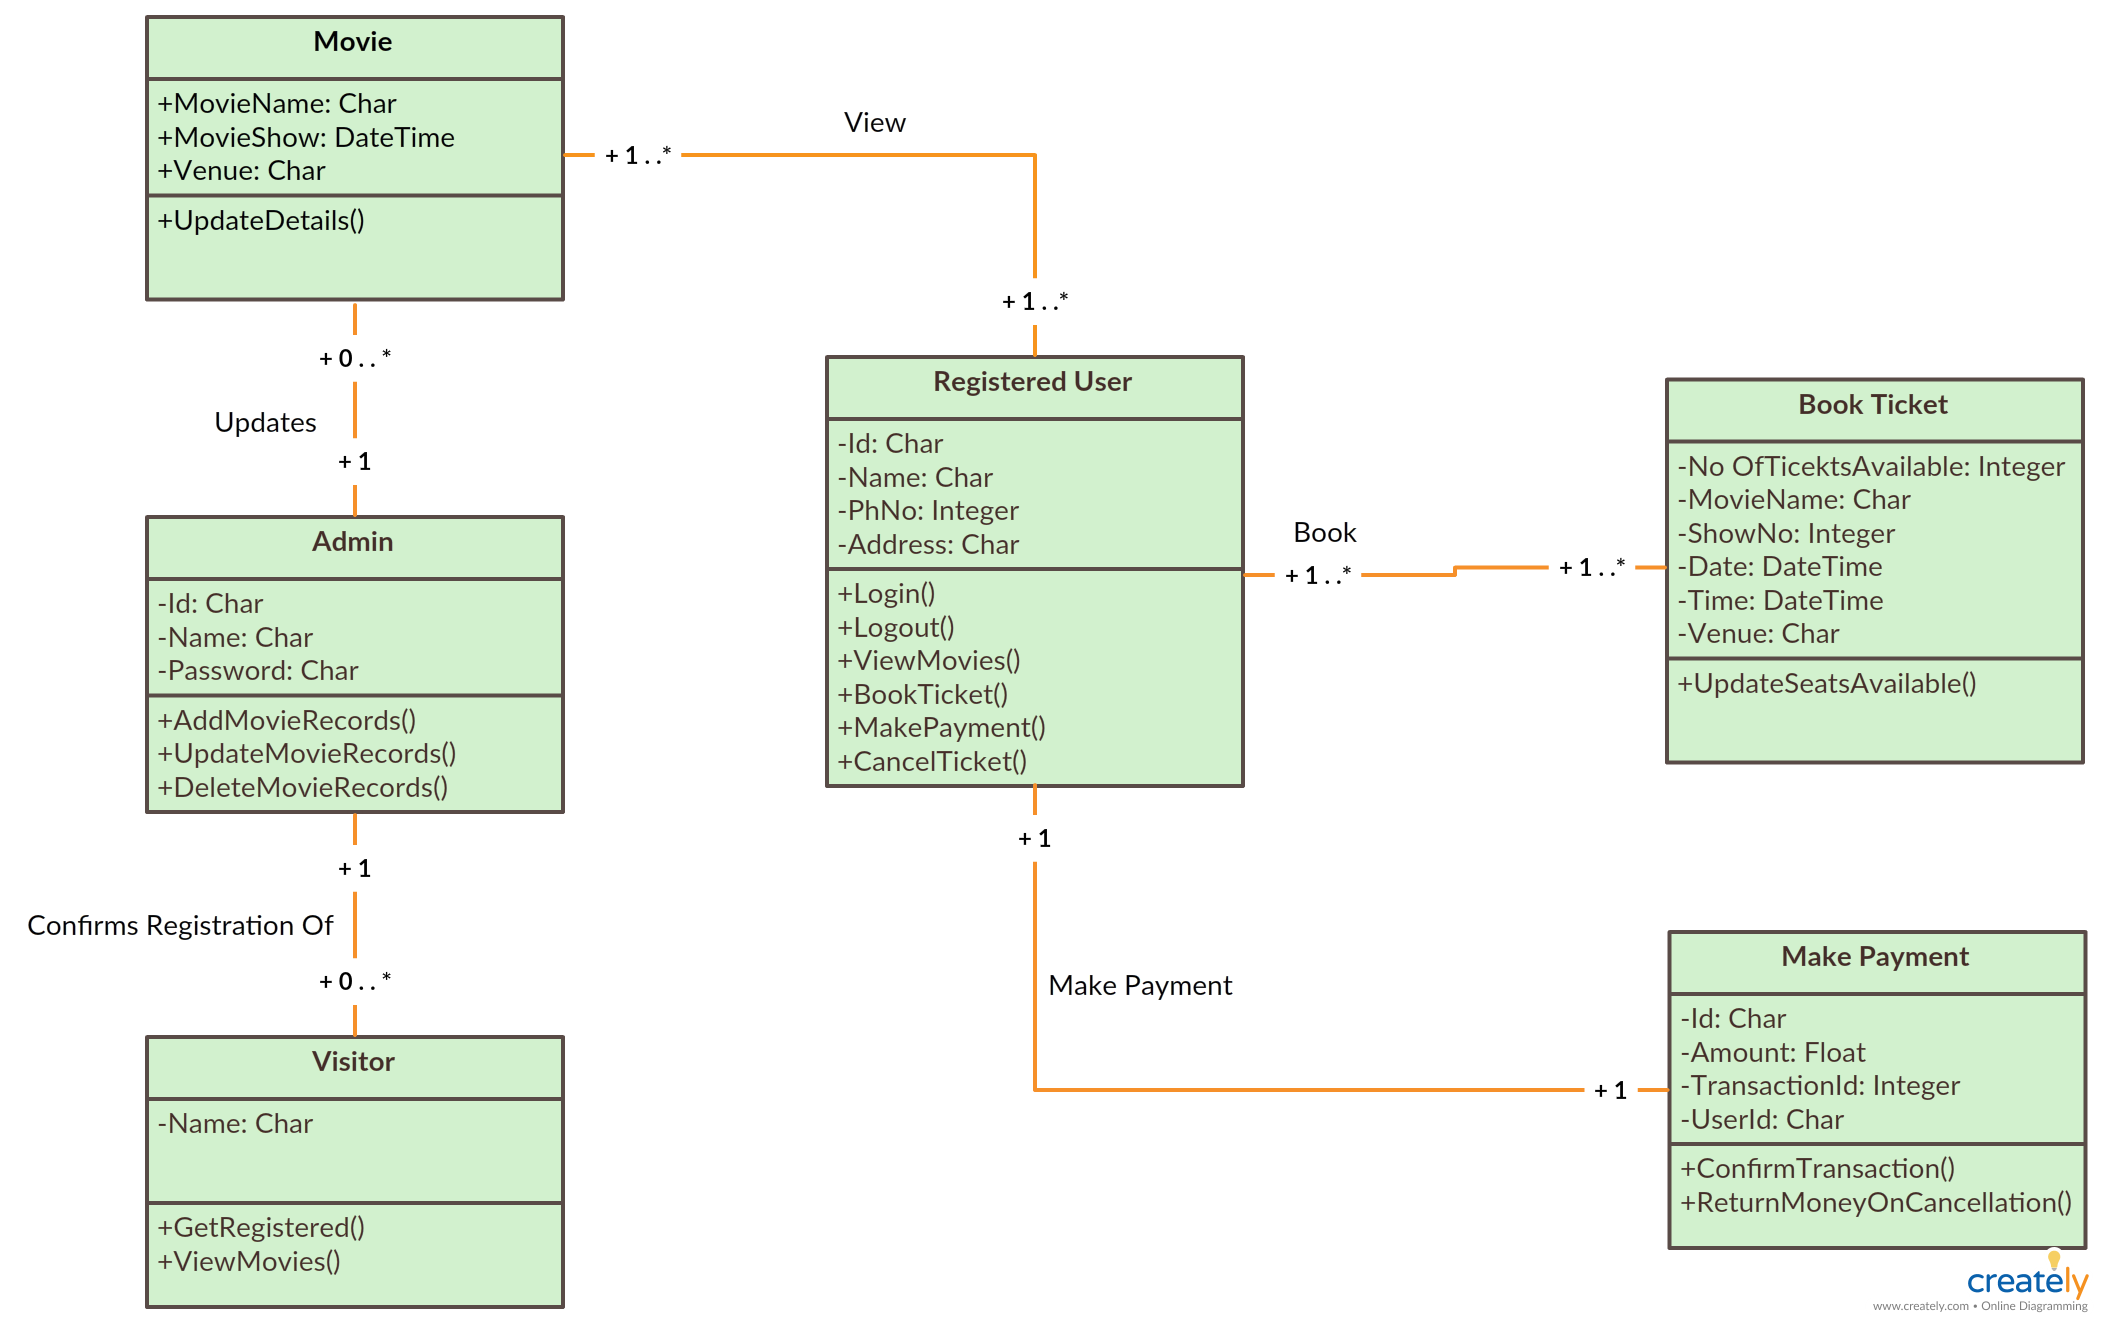 Movie
+MovieName: Char
+MovieShow: DateTime
+Venue: Char
+UpdateDetails()
View
+ 1 . .*
+ 1 . .*
+ 0 . . *
Updates
+ 1
Admin
-Id: Char
-Name: Char
-Password: Char
+AddMovieRecords()
+UpdateMovieRecords()
+DeleteMovieRecords()
+ 1
Confirms Registration Of
+ 0 . . *
Visitor
-Name: Char
+GetRegistered()
+ViewMovies()
Registered User
-Id: Char
-Name: Char
-PhNo: Integer
-Address: Char
+Login()
+Logout()
+ViewMovies()
+BookTicket()
+MakePayment()
+CancelTicket()
Book
+ 1 . .*
+ 1 . .*
Book Ticket
-No OfTicektsAvailable: Integer
-MovieName: Char
-ShowNo: Integer
-Date: DateTime
-Time: DateTime
-Venue: Char
+UpdateSeatsAvailable()
+ 1
Make Payment
+ 1
Make Payment
-Id: Char
-Amount: Float
-TransactionId: Integer
-UserId: Char
+ConfirmTransaction()
+ReturnMoneyOnCancellation()
creately
www.creately.com • Online Diagramming